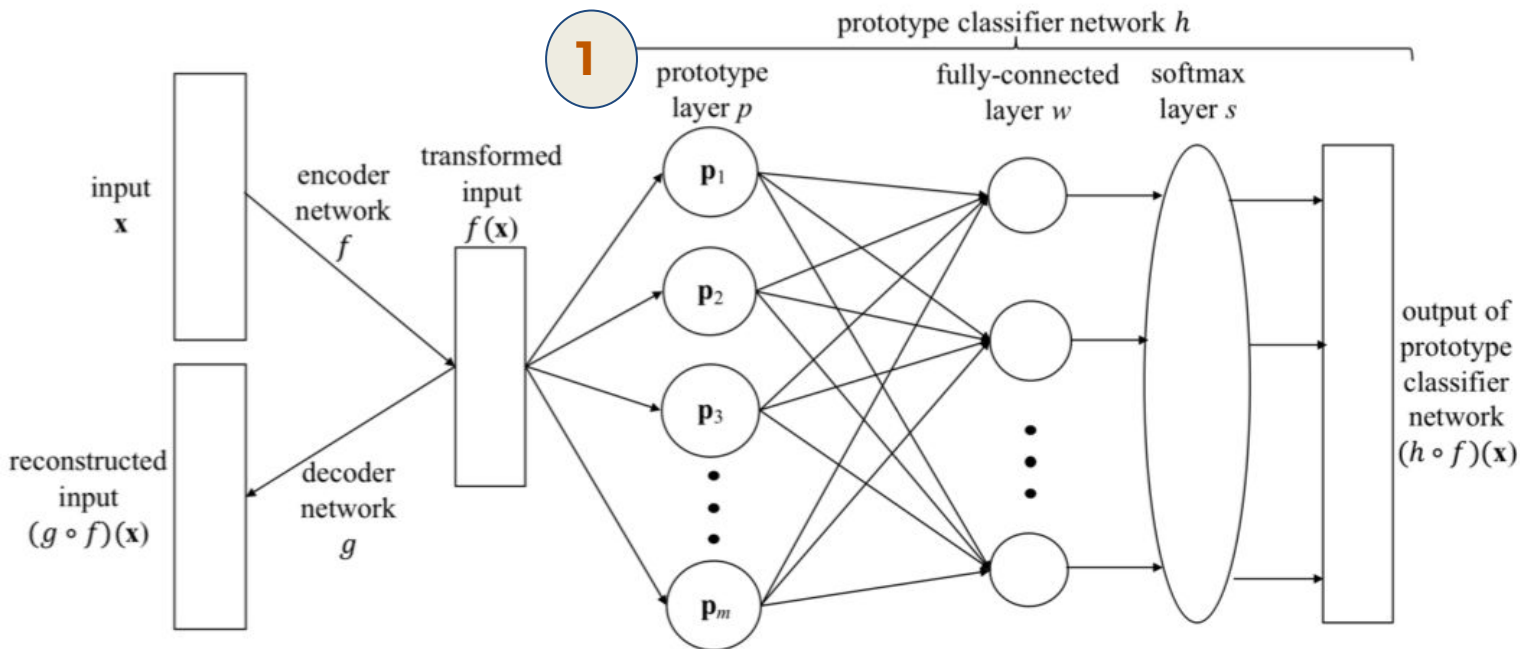 1
prototype classifier network h
prototype
layer p
fully-connected
layer w
softmax
layer s
input
x
encoder
network
f
transformed
input
f(x)
p1
p2
p3
pm
reconstructed
input
(g ∘ f)(x)
decoder
network
g
output of
prototype
classifier
network
(h ∘ f)(x)